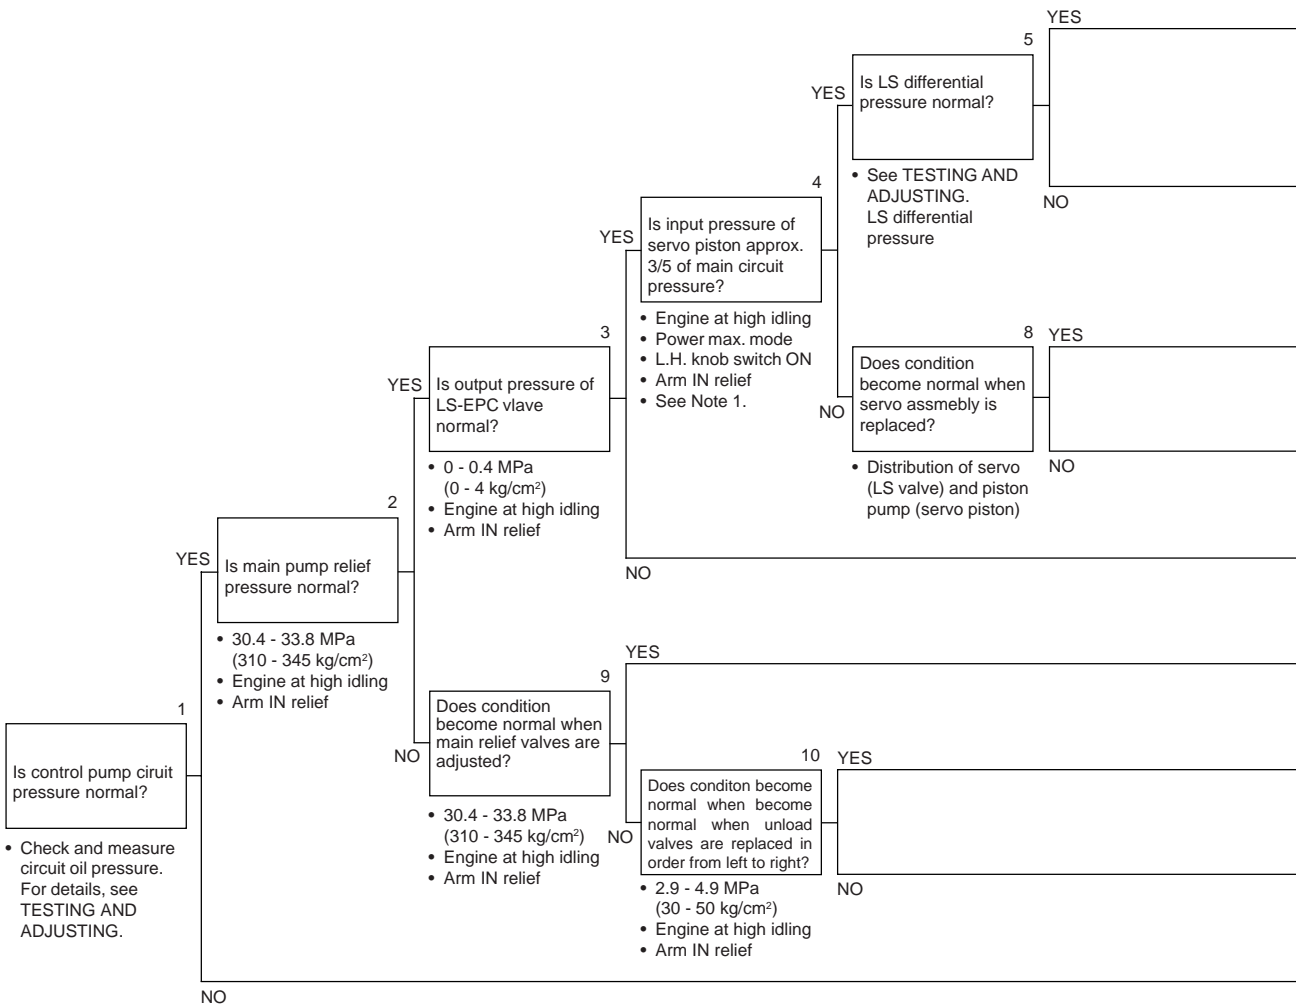 1
Is control pump ciruit
pressure normal?
• Check and measure
circuit oil pressure.
For details, see
TESTING AND
ADJUSTING.
YES
NO
2
Is main pump relief
pressure normal?
• 30.4 - 33.8 MPa
(310 - 345 kg/cm²)
• Engine at high idling
• Arm IN relief
YES
NO
3
Is output pressure of
LS-EPC vlave
normal?
• 0 - 0.4 MPa
(0 - 4 kg/cm²)
• Engine at high idling
• Arm IN relief
YES
NO
4
Is input pressure of
servo piston approx.
3/5 of main circuit
pressure?
• Engine at high idling
• Power max. mode
• L.H. knob switch ON
• Arm IN relief
• See Note 1.
YES
NO
5
Is LS differential
pressure normal?
• See TESTING AND
ADJUSTING.
LS differential
pressure
YES
NO
8
Does condition
become normal when
servo assmebly is
replaced?
• Distribution of servo
(LS valve) and piston
pump (servo piston)
YES
NO
9
Does condition
become normal when
main relief valves are
adjusted?
• 30.4 - 33.8 MPa
(310 - 345 kg/cm²)
• Engine at high idling
• Arm IN relief
YES
NO
10
Does conditon become
normal when become
normal when unload
valves are replaced in
order from left to right?
• 2.9 - 4.9 MPa
(30 - 50 kg/cm²)
• Engine at high idling
• Arm IN relief
YES
NO